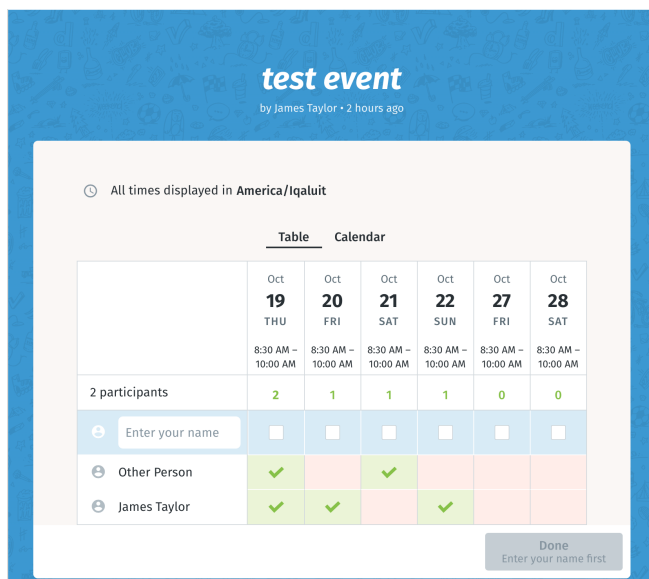 test event
by James Taylor • 2 hours ago
All times displayed in America/Iqaluit
Table Calendar
Oct Oct Oct Oct Oct Oct
19 20 21 22 27 28
THU FRI SAT SUN FRI SAT
8:30 AM – 8:30 AM – 8:30 AM – 8:30 AM – 8:30 AM – 8:30 AM –
10:00 AM 10:00 AM 10:00 AM 10:00 AM 10:00 AM 10:00 AM
2 participants 2 1 1 1 0 0
Enter your name
Other Person
James Taylor
Done
Enter your name first